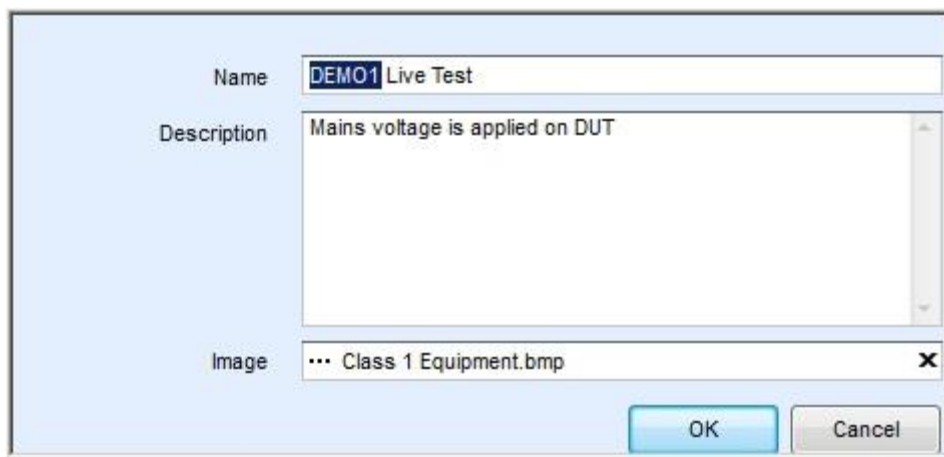 Name DEMO1 Live Test
Description Mains voltage is applied on DUT
Image ... Class 1 Equipment.bmp X
OK Cancel